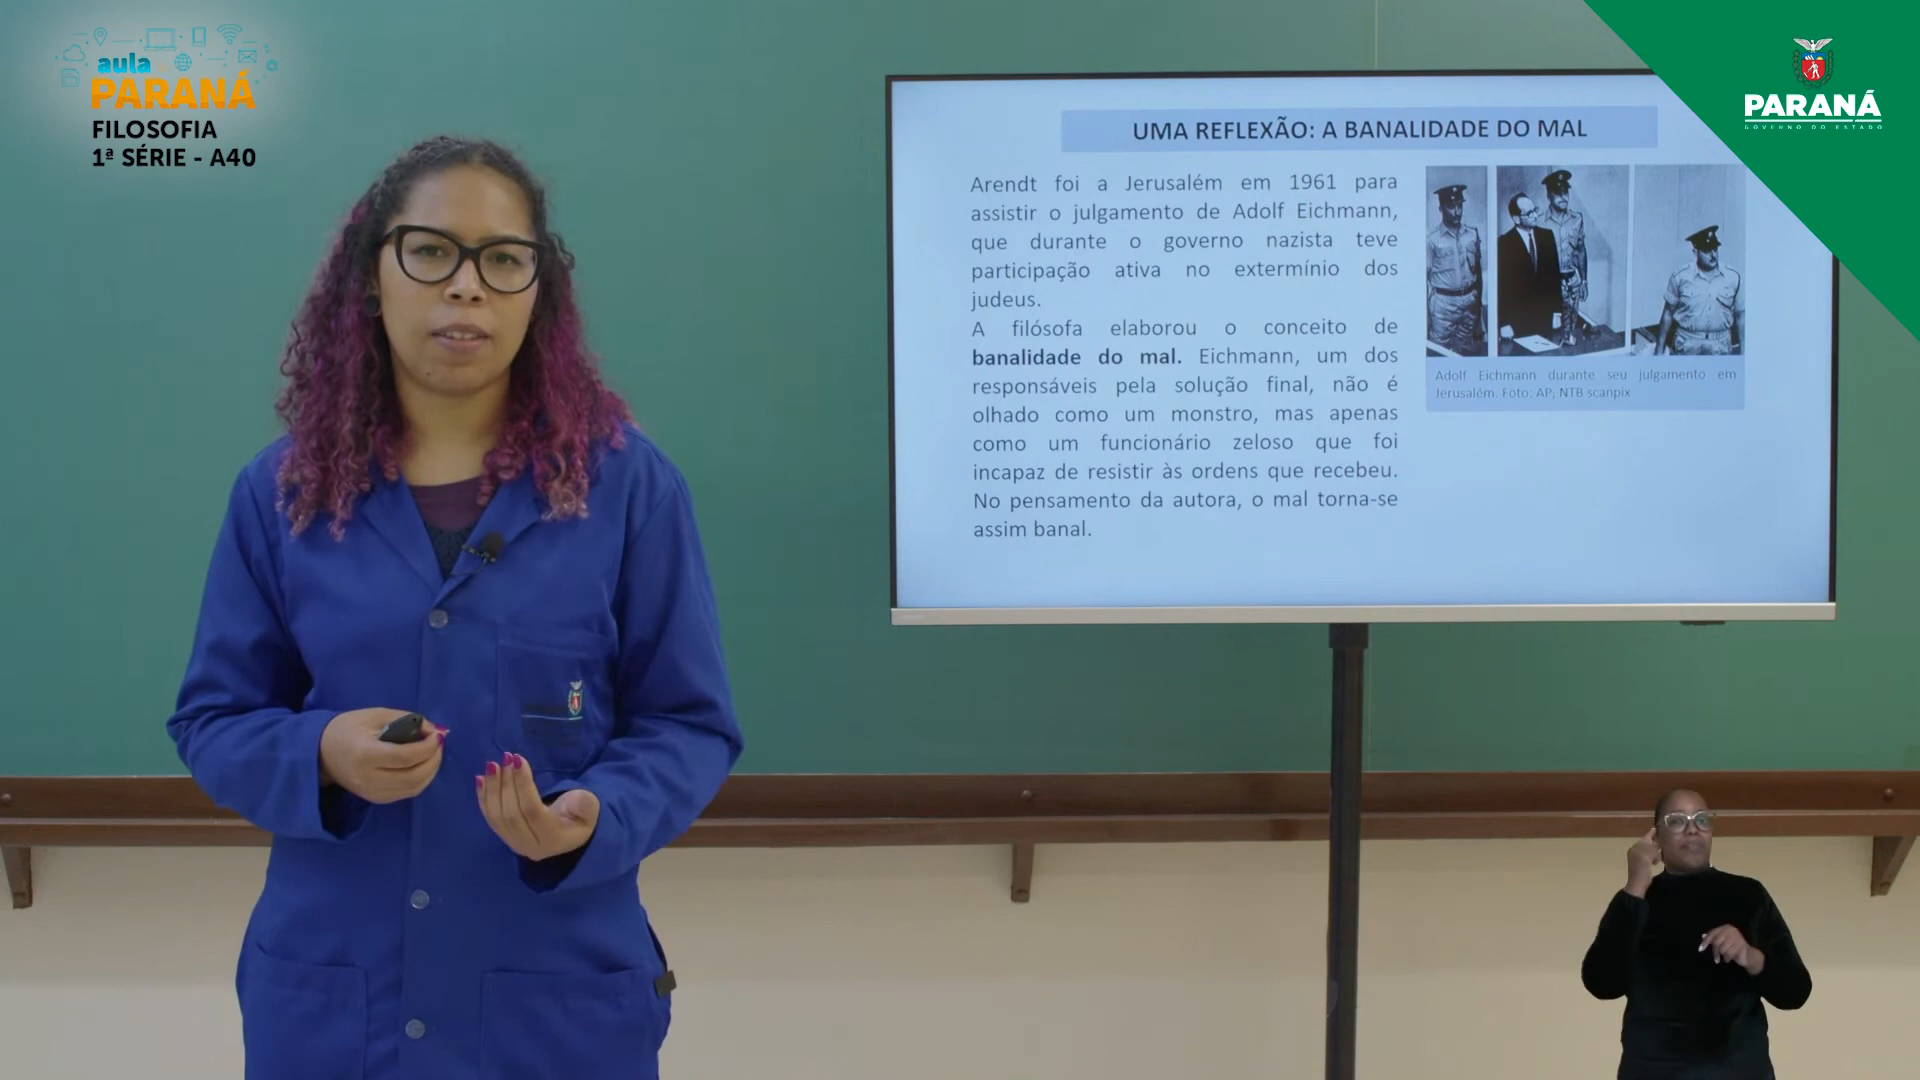 aula
PARANÁ
FILOSOFIA
1ª SÉRIE - A40
PARANÁ
GOVERNO DO ESTADO
UMA REFLEXÃO: A BANALIDADE DO MAL
Arendt foi a Jerusalém em 1961 para
assistir o julgamento de Adolf Eichmann,
que durante o governo nazista teve
participação ativa no extermínio dos
judeus.
A filósofa elaborou o conceito de
banalidade do mal. Eichmann, um dos
responsáveis pela solução final, não é
olhado como um monstro, mas apenas
como um funcionário zeloso que foi
incapaz de resistir às ordens que recebeu.
No pensamento da autora, o mal torna-se
assim banal.
Adolf Eichmann durante seu julgamento em
Jerusalém. Foto: AP, NTB scanpix